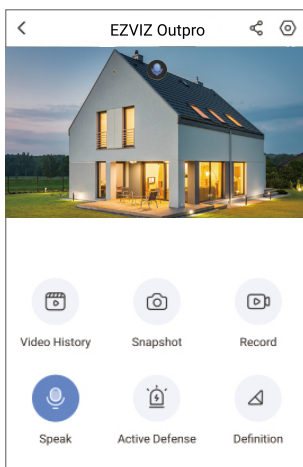 EZVIZ Outpro
Video History
Snapshot
Record
Speak
Active Defense
Definition